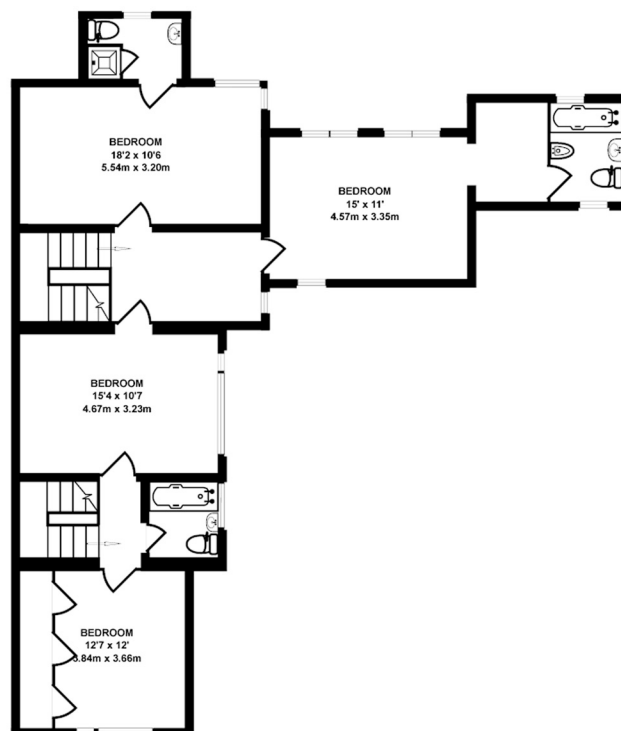 BEDROOM
18'2 x 10'6
5.54m x 3.20m
BEDROOM
15' x 11'
4.57m x 3.35m
BEDROOM
15'4 x 10'7
4.67m x 3.23m
BEDROOM
12'7 x 12'
3.84m x 3.66m